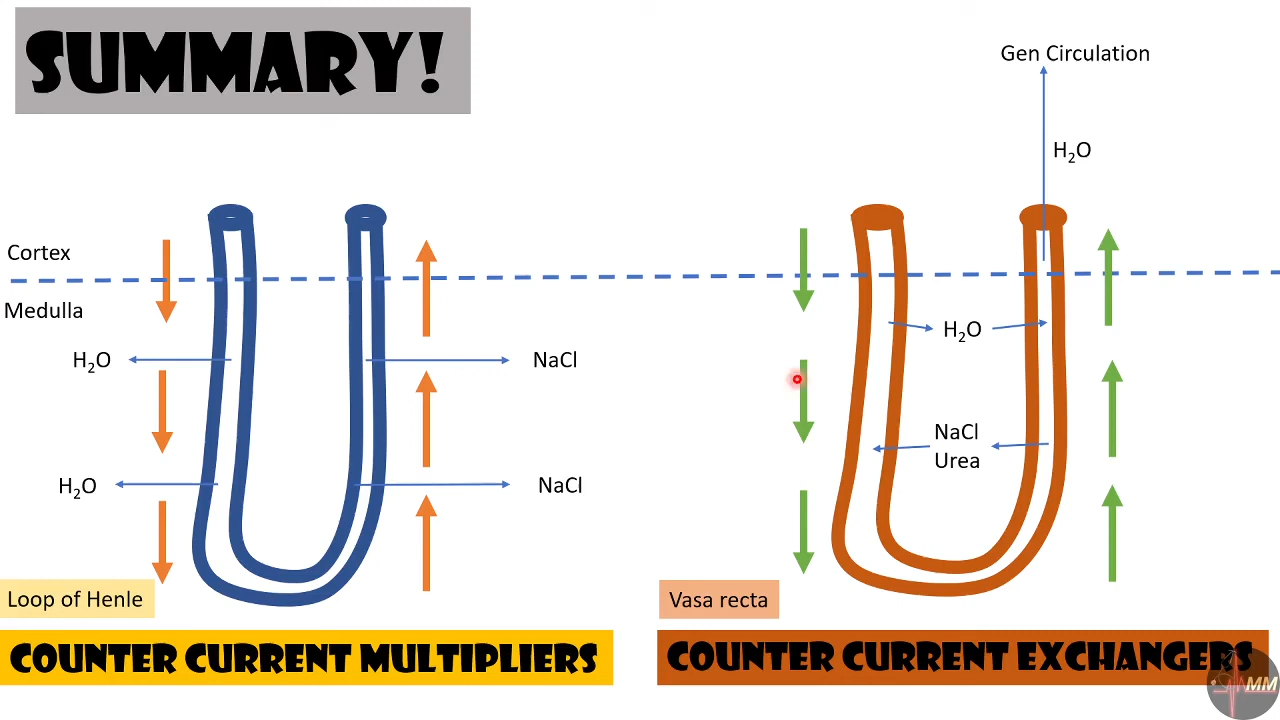 SUMMARY!
Gen Circulation
H₂O
Cortex
Medulla
H₂O
NaCl
H₂O
NaCl
H₂O
NaCl
Urea
Loop of Henle
Vasa recta
COUNTER CURRENT MULTIPLIERS
COUNTER CURRENT EXCHANGERS
MM